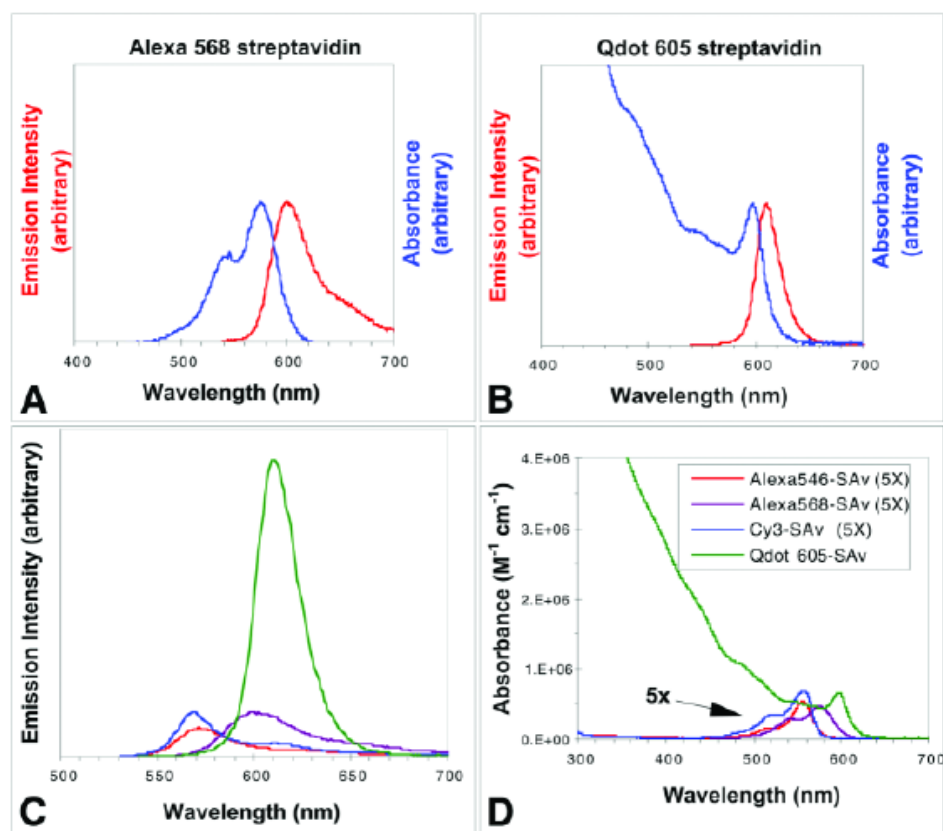 Alexa 568 streptavidin
Emission Intensity
(arbitrary)
Absorbance
(arbitrary)
400 500 600 700
Wavelength (nm)
A
Qdot 605 streptavidin
Emission Intensity
(arbitrary)
Absorbance
(arbitrary)
400 500 600 700
Wavelength (nm)
B
Emission Intensity (arbitrary)
500 550 600 650 700
Wavelength (nm)
C
Absorbance (M⁻¹ cm⁻¹)
4.E+06
3.E+06
2.E+06
1.E+06
0.E+00
Alexa546-SAv (5X)
Alexa568-SAv (5X)
Cy3-SAv (5X)
Qdot 605-SAv
5x
300 400 500 600 700
Wavelength (nm)
D